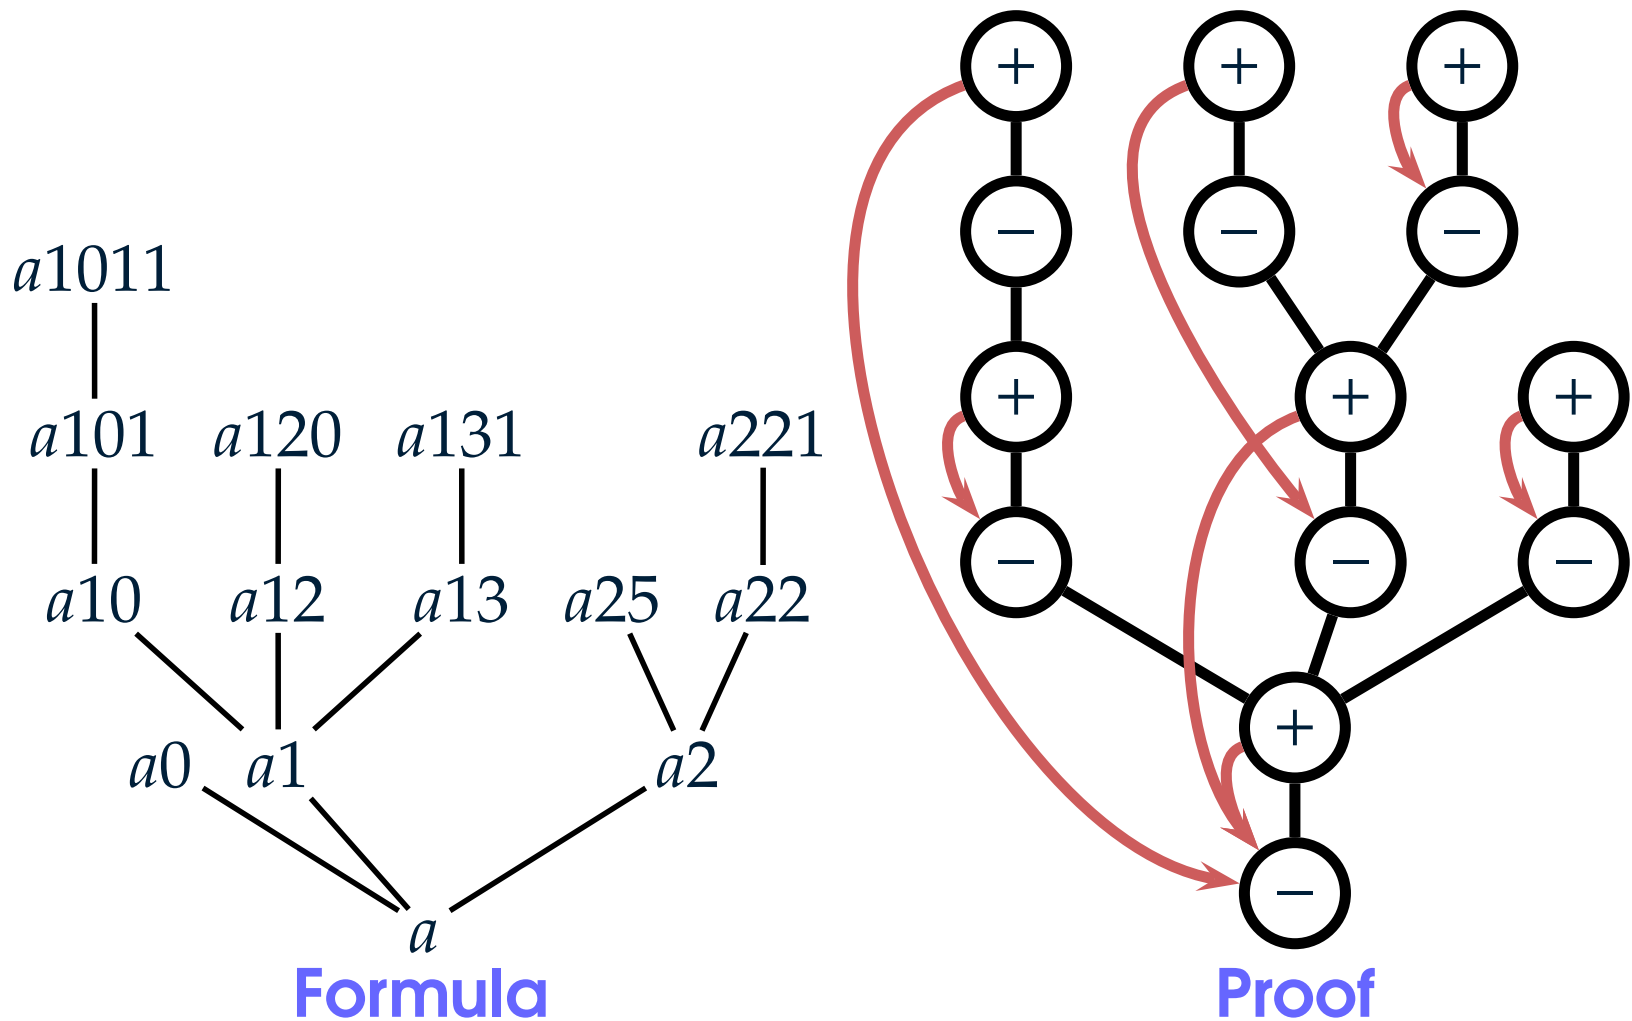 + + +
− − −
a1011
a101 a120 a131 a221
+ + +
a10 a12 a13 a25 a22
− − −
a0 a1 a2
+
a
−
Formula Proof